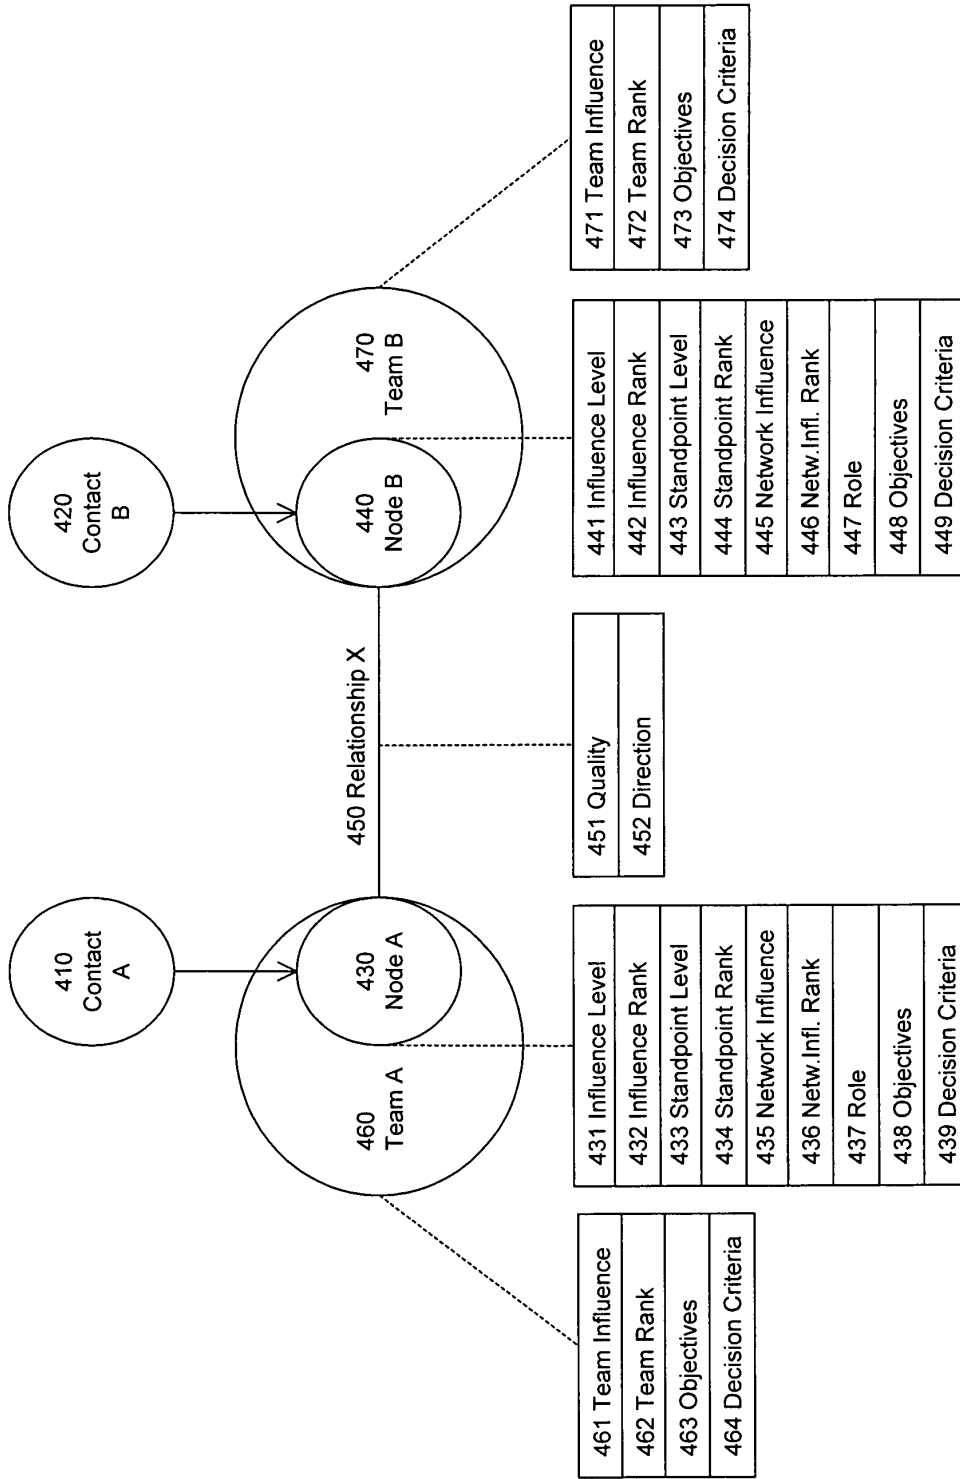 410
Contact
A
420
Contact
B
460
Team A
430
Node A
450 Relationship X
440
Node B
470
Team B
461 Team Influence
462 Team Rank
463 Objectives
464 Decision Criteria
431 Influence Level
432 Influence Rank
433 Standpoint Level
434 Standpoint Rank
435 Network Influence
436 Netw.Infl. Rank
437 Role
438 Objectives
439 Decision Criteria
451 Quality
452 Direction
441 Influence Level
442 Influence Rank
443 Standpoint Level
444 Standpoint Rank
445 Network Influence
446 Netw.Infl. Rank
447 Role
448 Objectives
449 Decision Criteria
471 Team Influence
472 Team Rank
473 Objectives
474 Decision Criteria